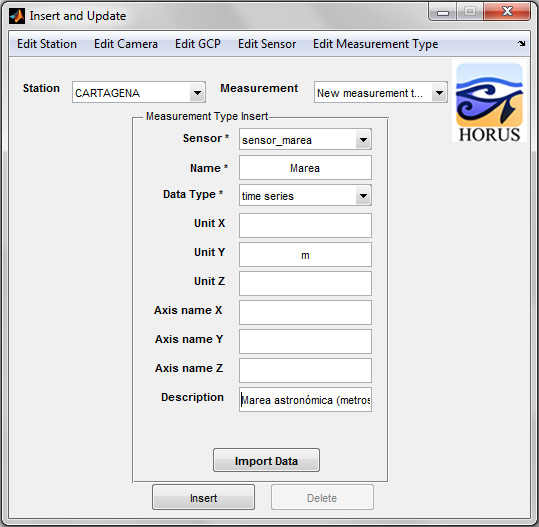 Insert and Update
Edit Station Edit Camera Edit GCP Edit Sensor Edit Measurement Type
Station CARTAGENA Measurement New measurement t...
HORUS
Measurement Type Insert
Sensor * sensor_marea
Name * Marea
Data Type * time series
Unit X
Unit Y m
Unit Z
Axis name X
Axis name Y
Axis name Z
Description Marea astronómica (metros
Import Data
Insert Delete